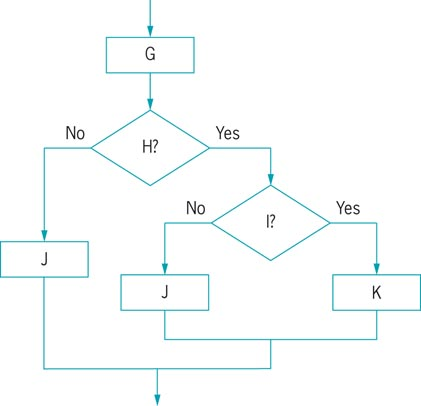 G
H?
No
Yes
I?
No
Yes
J
J
K